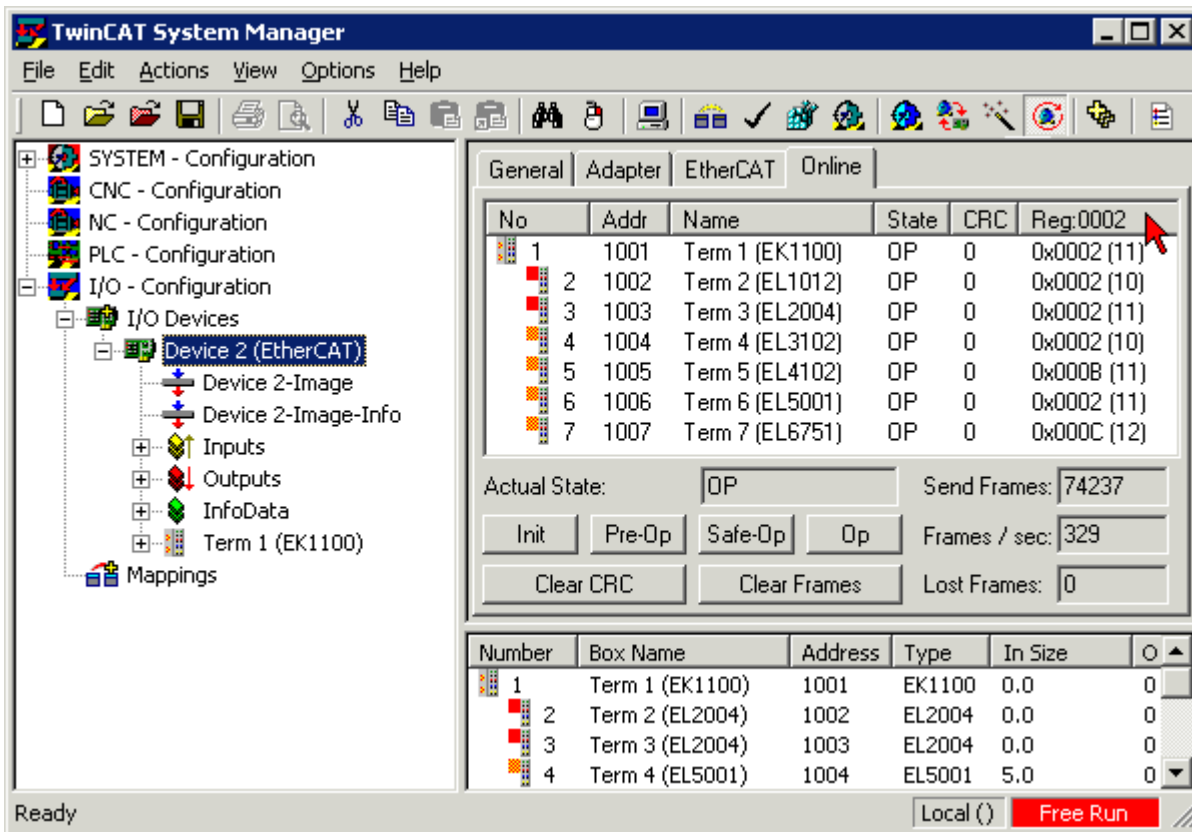 TwinCAT System Manager
File Edit Actions View Options Help
SYSTEM - Configuration
CNC - Configuration
NC - Configuration
PLC - Configuration
I/O - Configuration
I/O Devices
Device 2 (EtherCAT)
Device 2-Image
Device 2-Image-Info
Inputs
Outputs
InfoData
Term 1 (EK1100)
Mappings
General Adapter EtherCAT Online
No Addr Name State CRC Reg:0002
1 1001 Term 1 (EK1100) OP 0 0x0002 (11)
2 1002 Term 2 (EL1012) OP 0 0x0002 (10)
3 1003 Term 3 (EL2004) OP 0 0x0002 (11)
4 1004 Term 4 (EL3102) OP 0 0x0002 (10)
5 1005 Term 5 (EL4102) OP 0 0x000B (11)
6 1006 Term 6 (EL5001) OP 0 0x0002 (11)
7 1007 Term 7 (EL6751) OP 0 0x000C (12)
Actual State: OP Send Frames: 74237
Init Pre-Op Safe-Op Op Frames / sec: 329
Clear CRC Clear Frames Lost Frames: 0
Number Box Name Address Type In Size O
1 Term 1 (EK1100) 1001 EK1100 0.0 0
2 Term 2 (EL2004) 1002 EL2004 0.0 0
3 Term 3 (EL2004) 1003 EL2004 0.0 0
4 Term 4 (EL5001) 1004 EL5001 5.0 0
Ready Local () Free Run